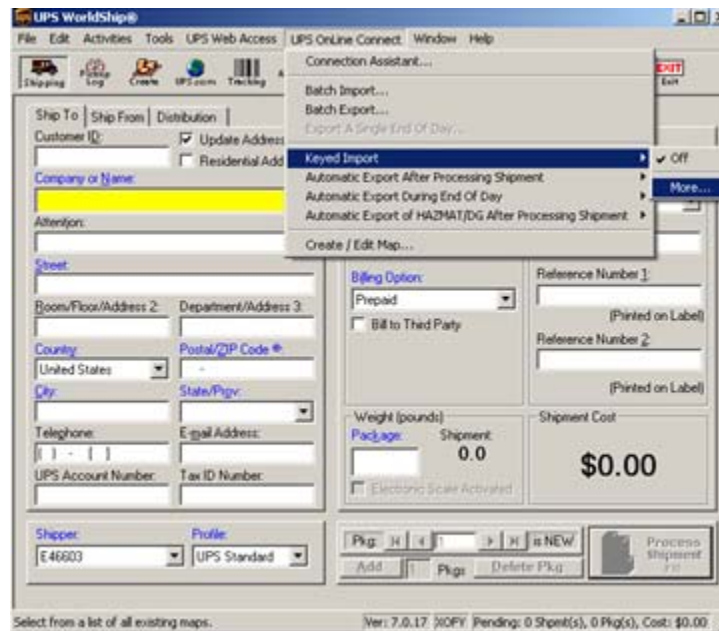 UPS WorldShip®
File Edit Activities Tools UPS Web Access UPS OnLine Connect Window Help
Shipping Pickup Log Create UPS.com Tracking EXIT Exit
Connection Assistant...
Batch Import...
Batch Export...
Export A Single End Of Day...
Keyed Import Off
Automatic Export After Processing Shipment More...
Automatic Export During End Of Day
Automatic Export of HAZMAT/DG After Processing Shipment
Create / Edit Map...
Ship To Ship From Distribution
Customer ID: Update Address
Residential Add
Company or Name:
Attention:
Street:
Room/Floor/Address 2: Department/Address 3:
Country: Postal/ZIP Code ®:
United States -
City: State/Prov:
Telephone: E-mail Address:
( ) - [ ]
UPS Account Number: Tax ID Number:
Billing Option: Reference Number 1:
Prepaid
Bill to Third Party (Printed on Label)
Reference Number 2:
(Printed on Label)
Weight (pounds) Shipment Cost
Package: Shipment:
0.0 $0.00
Electronic Scale Activated
Shipper: Profile:
E46603 UPS Standard
Pkg: 1 is NEW Process Shipment
Add 1 Pkgs Delete Pkg
Select from a list of all existing maps. Ver: 7.0.17 XOFY Pending: 0 Shpmt(s), 0 Pkg(s), Cost: $0.00